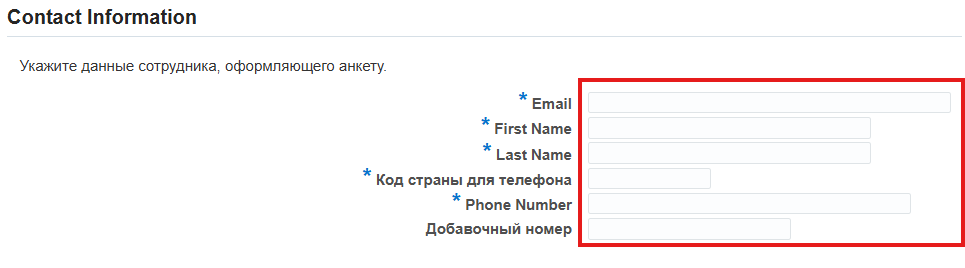 Contact Information
Укажите данные сотрудника, оформляющего анкету.
* Email
* First Name
* Last Name
* Код страны для телефона
* Phone Number
Добавочный номер